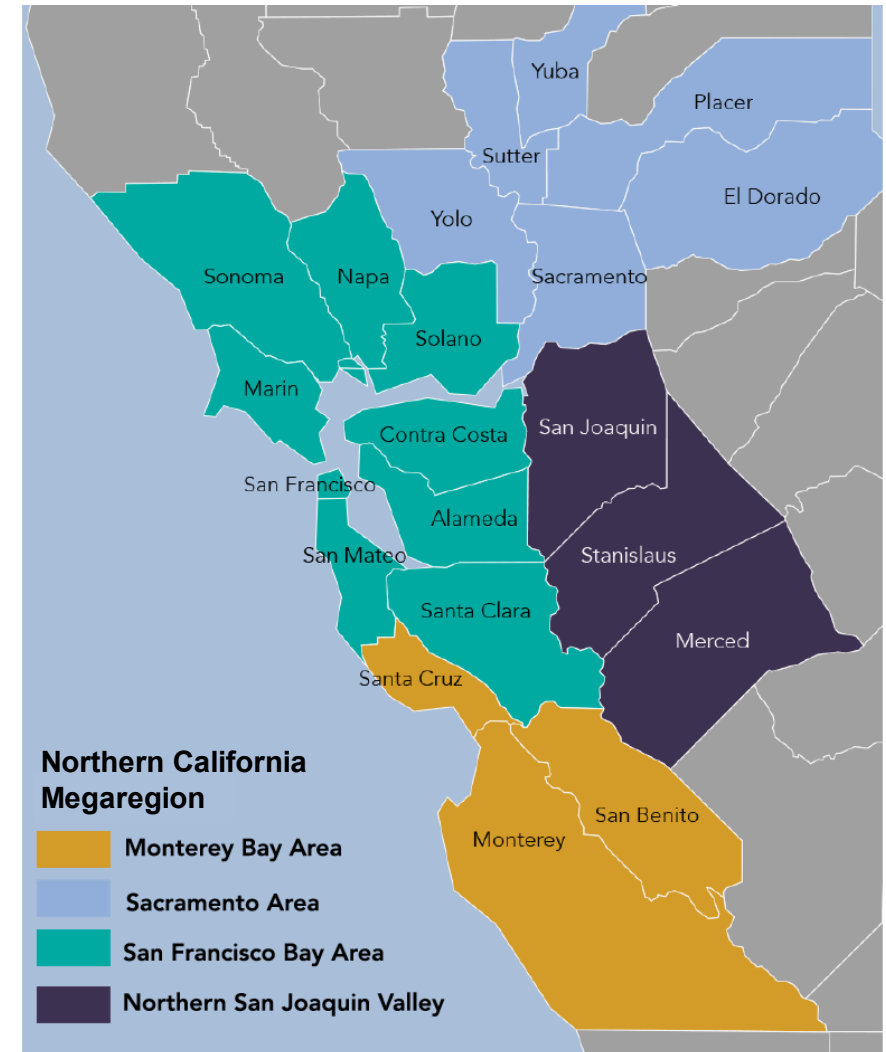 Yuba
Placer
Sutter
El Dorado
Yolo
Sonoma
Napa
Sacramento
Solano
Marin
Contra Costa
San Joaquin
San Francisco
Alameda
San Mateo
Stanislaus
Santa Clara
Merced
Santa Cruz
Northern California
Megaregion
San Benito
Monterey
Monterey Bay Area
Sacramento Area
San Francisco Bay Area
Northern San Joaquin Valley